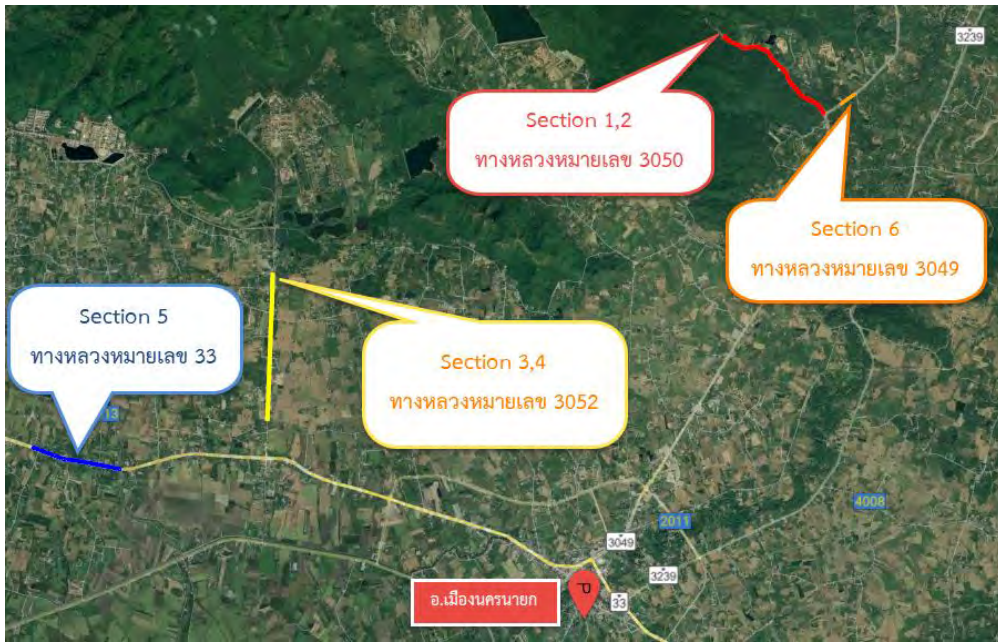 3239
Section 1,2
ทางหลวงหมายเลข 3050
Section 6
ทางหลวงหมายเลข 3049
Section 5
ทางหลวงหมายเลข 33
Section 3,4
ทางหลวงหมายเลข 3052
13
4008
2011
3049
3239
33
อ.เมืองนครนายก